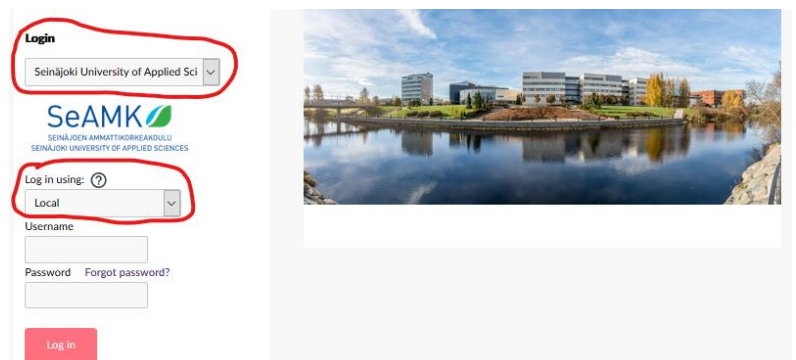 Login
Seinäjoki University of Applied Sci
SeAMK
SEINÄJOEN AMMATTIKORKEAKOULU
SEINÄJOKI UNIVERSITY OF APPLIED SCIENCES
Log in using: ?
Local
Username
Password Forgot password?
Log in